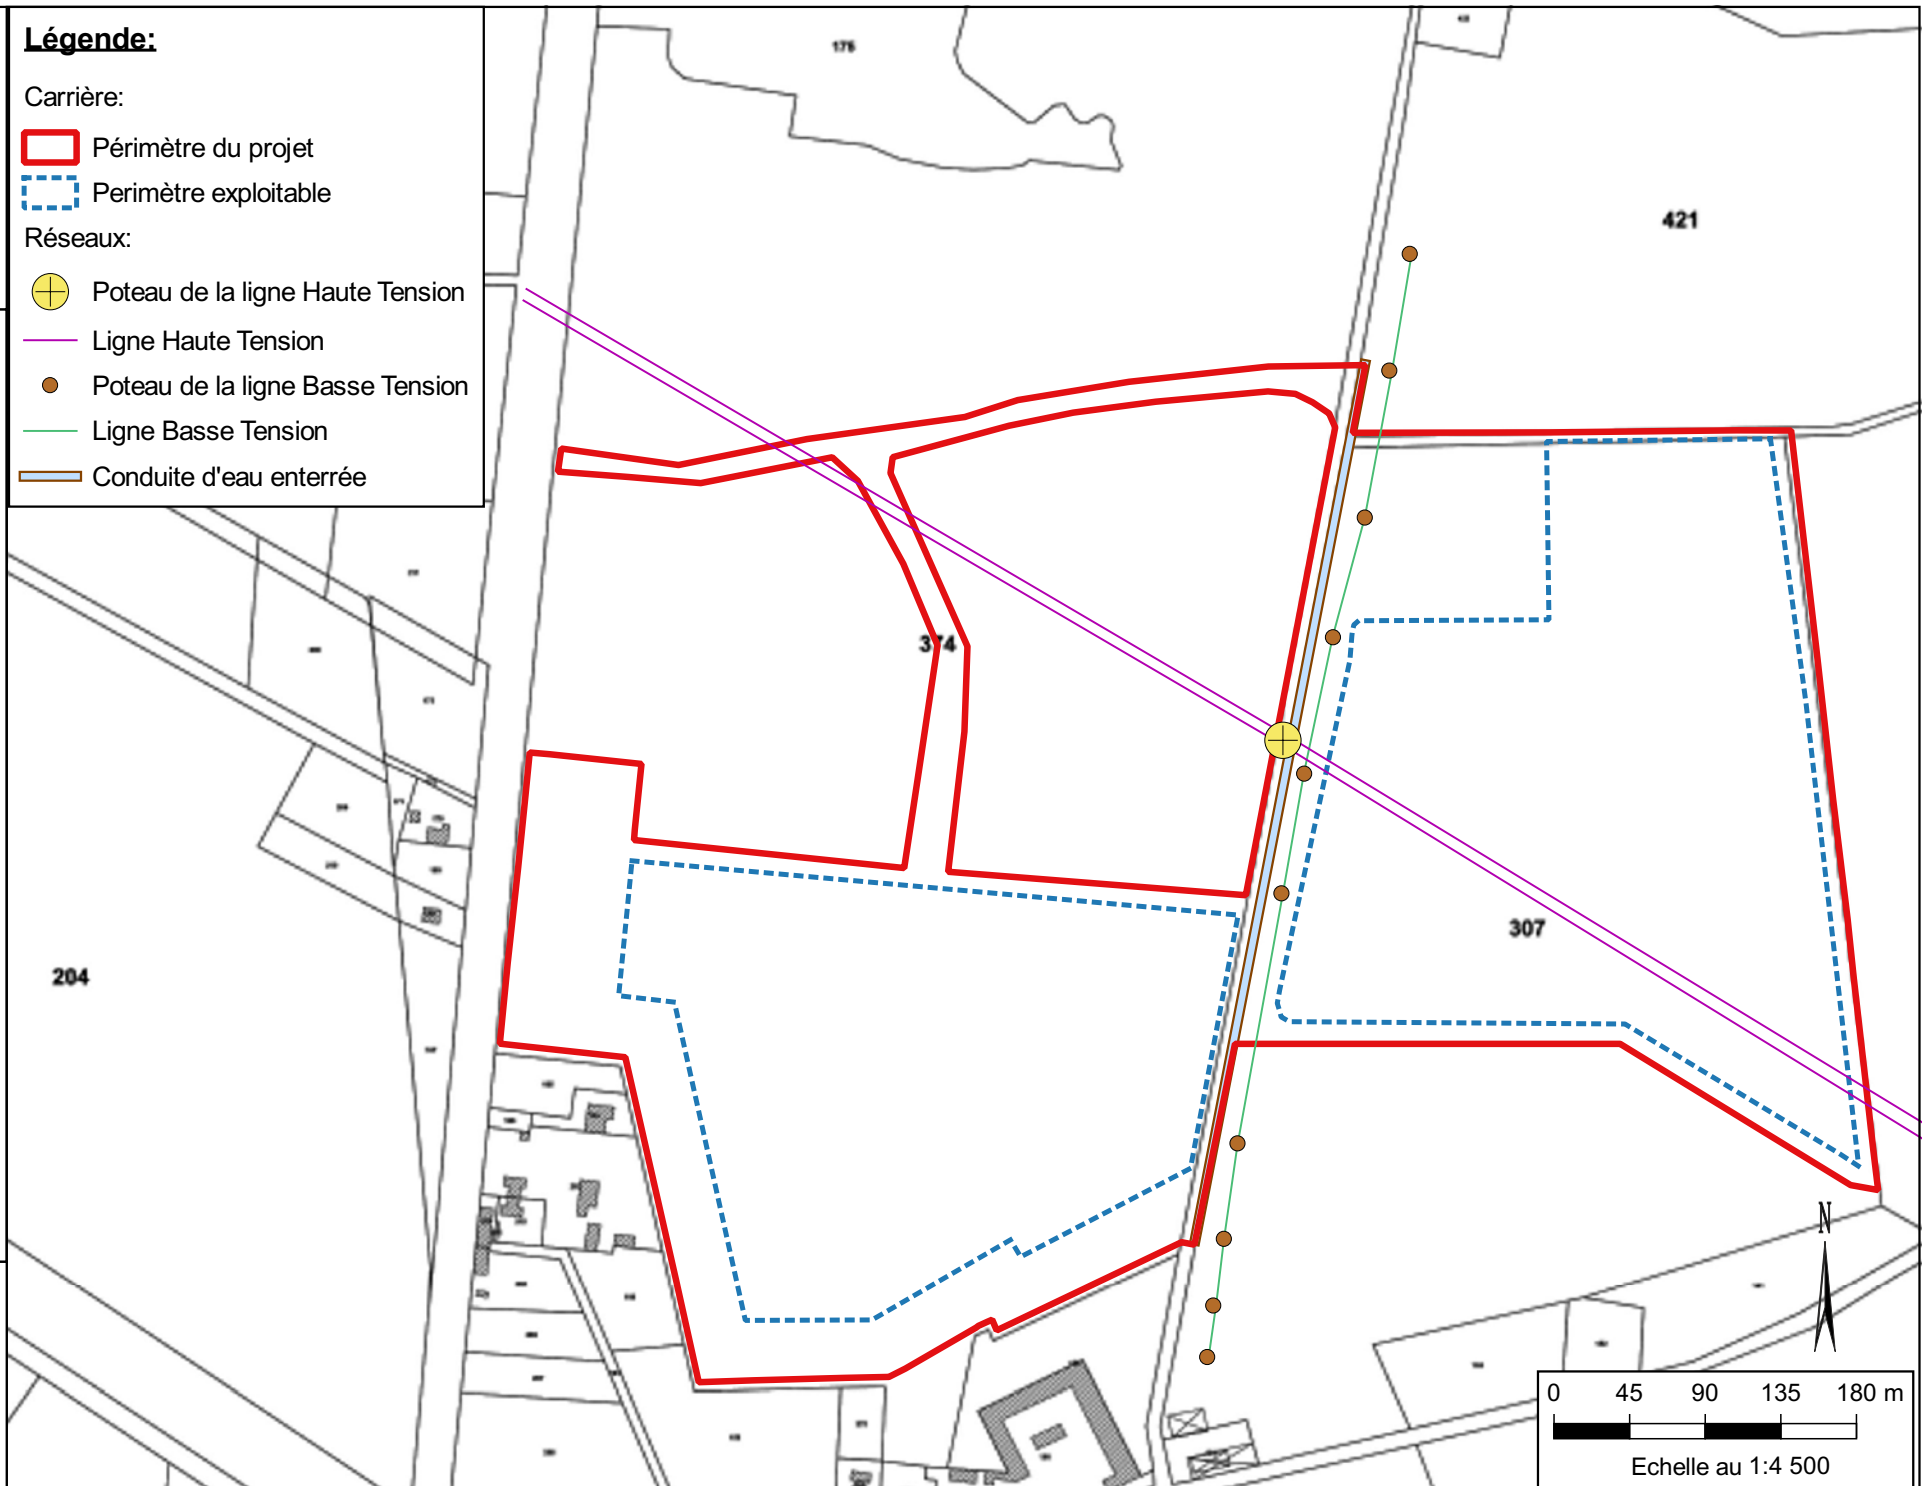 Légende:
Carrière:
Périmètre du projet
Perimètre exploitable
Réseaux:
Poteau de la ligne Haute Tension
Ligne Haute Tension
Poteau de la ligne Basse Tension
Ligne Basse Tension
Conduite d'eau enterrée
175
421
374
307
204
N
0 45 90 135 180 m
Echelle au 1:4 500